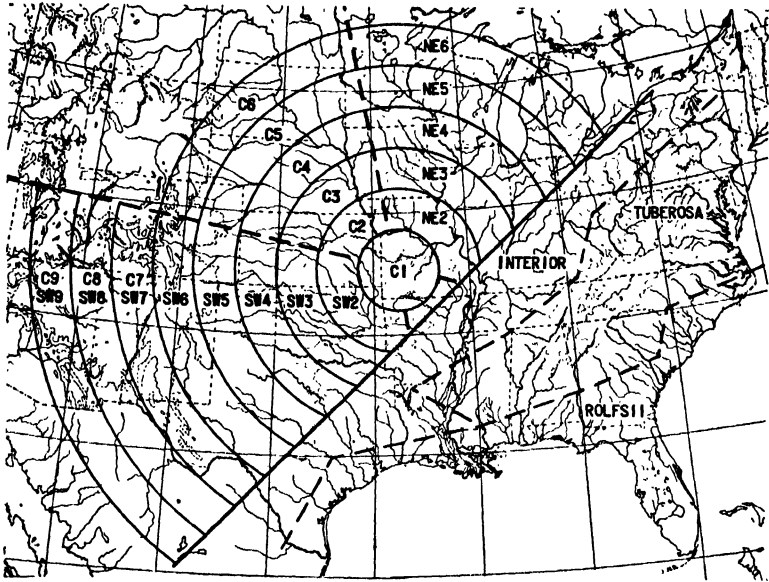 NE6
C6
NE5
C5
NE4
C4
NE3
C3
NE2
TUBEROSA
C2
INTERIOR
C1
C9 C8 C7
SW9 SW8 SW7 SW6 SW5 SW4 SW3 SW2
ROLFSII